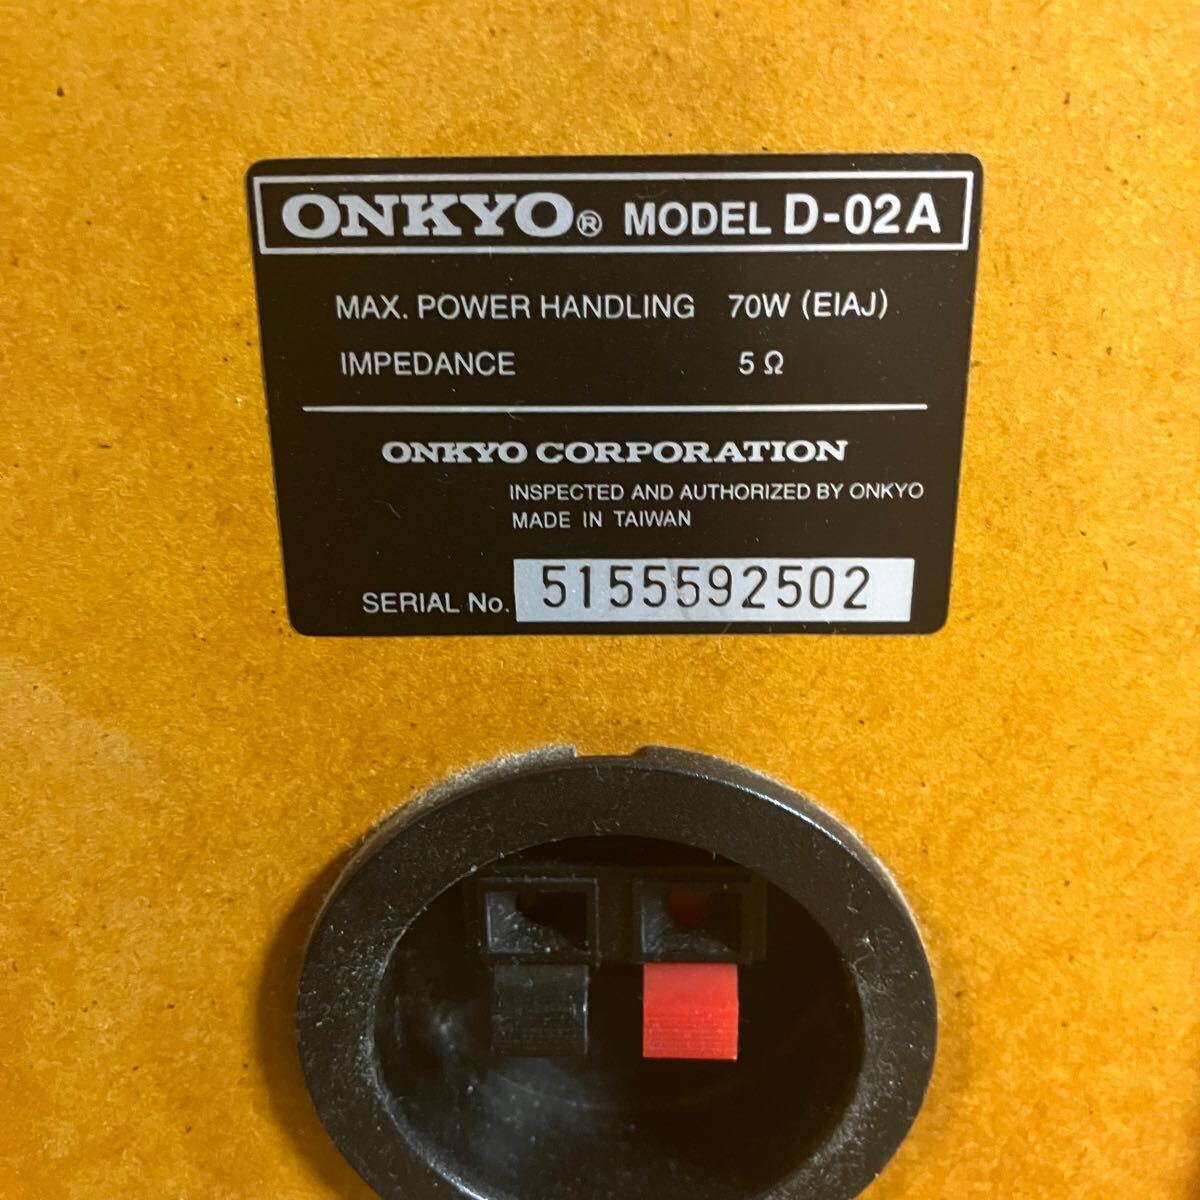 ONKYO® MODEL D-02A
MAX. POWER HANDLING 70W (EIAJ)
IMPEDANCE 5 Ω
ONKYO CORPORATION
INSPECTED AND AUTHORIZED BY ONKYO
MADE IN TAIWAN
SERIAL No. 5155592502